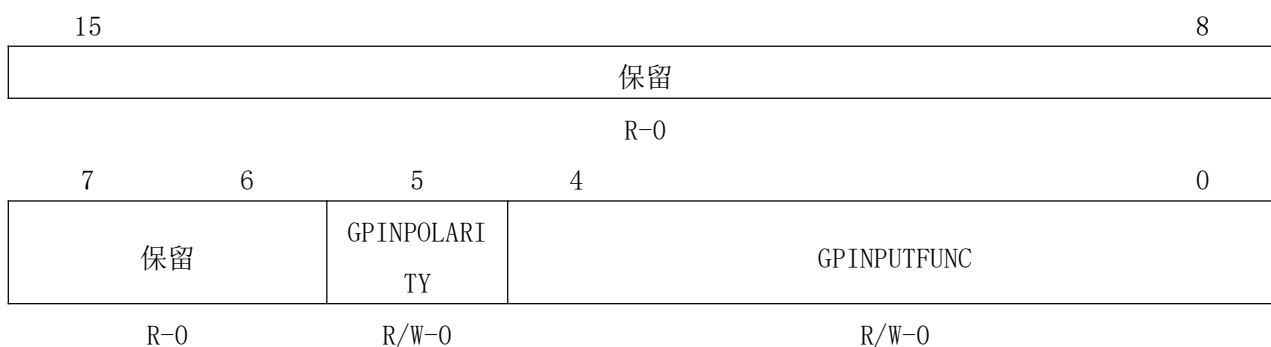 15 8
保留
R-0
7 6 5 4 0
保留 GPINPOLARI
TY GPINPUTFUNC
R-0 R/W-0 R/W-0